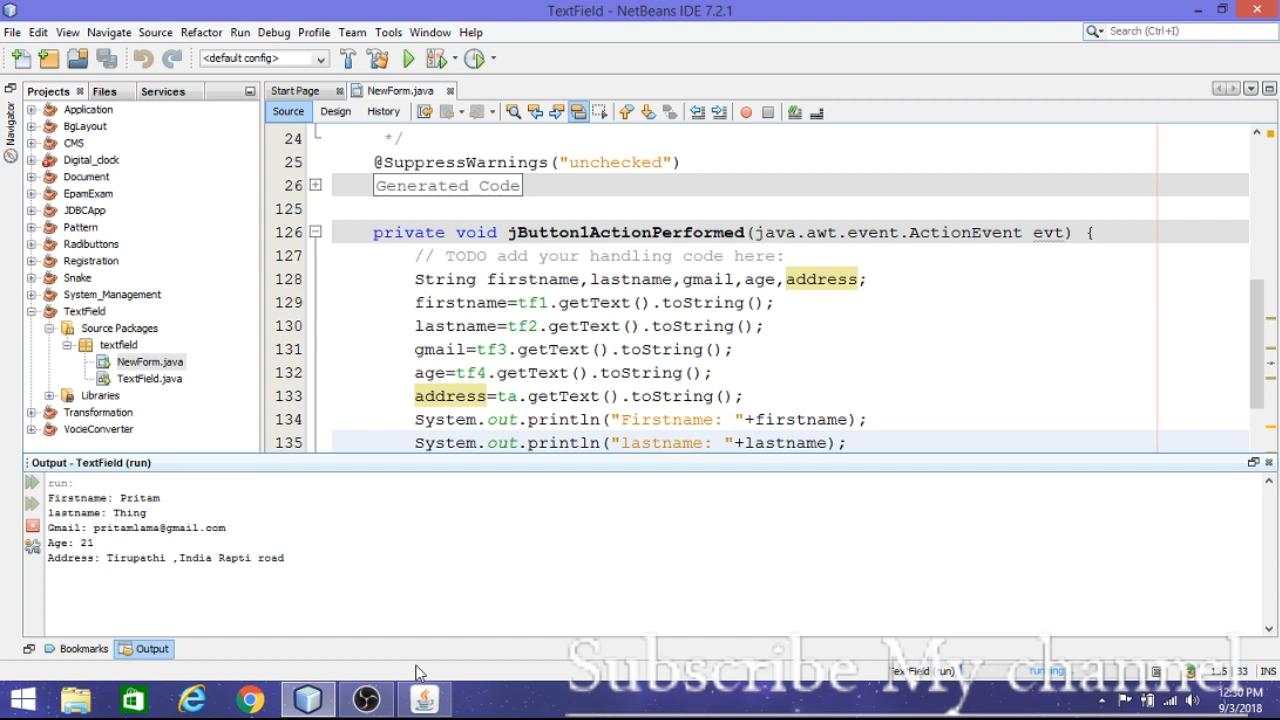 TextField - NetBeans IDE 7.2.1
File Edit View Navigate Source Refactor Run Debug Profile Team Tools Window Help
Search (Ctrl+I)
<default config>
Projects Files Services
Start Page NewForm.java
Navigator
Source Design History
Application
BgLayout
CMS
Digital_clock
Document
EpamExam
JDBCApp
Pattern
Radibuttons
Registration
Snake
System_Management
TextField
Source Packages
textfield
NewForm.java
TextField.java
Libraries
Transformation
VocieConverter
24 */
25 @SuppressWarnings("unchecked")
26 Generated Code
125
126 private void jButton1ActionPerformed(java.awt.event.ActionEvent evt) {
127 // TODO add your handling code here:
128 String firstname,lastname,gmail,age,address;
129 firstname=tf1.getText().toString();
130 lastname=tf2.getText().toString();
131 gmail=tf3.getText().toString();
132 age=tf4.getText().toString();
133 address=ta.getText().toString();
134 System.out.println("Firstname: "+firstname);
135 System.out.println("lastname: "+lastname);
Output - TextField (run)
run:
Firstname: Pritam
lastname: Thing
Gmail: pritamlama@gmail.com
Age: 21
Address: Tirupathi ,India Rapti road
Bookmarks Output
Subscribe My channel
TextField (run) running... 33 INS
12:30 PM
9/3/2018